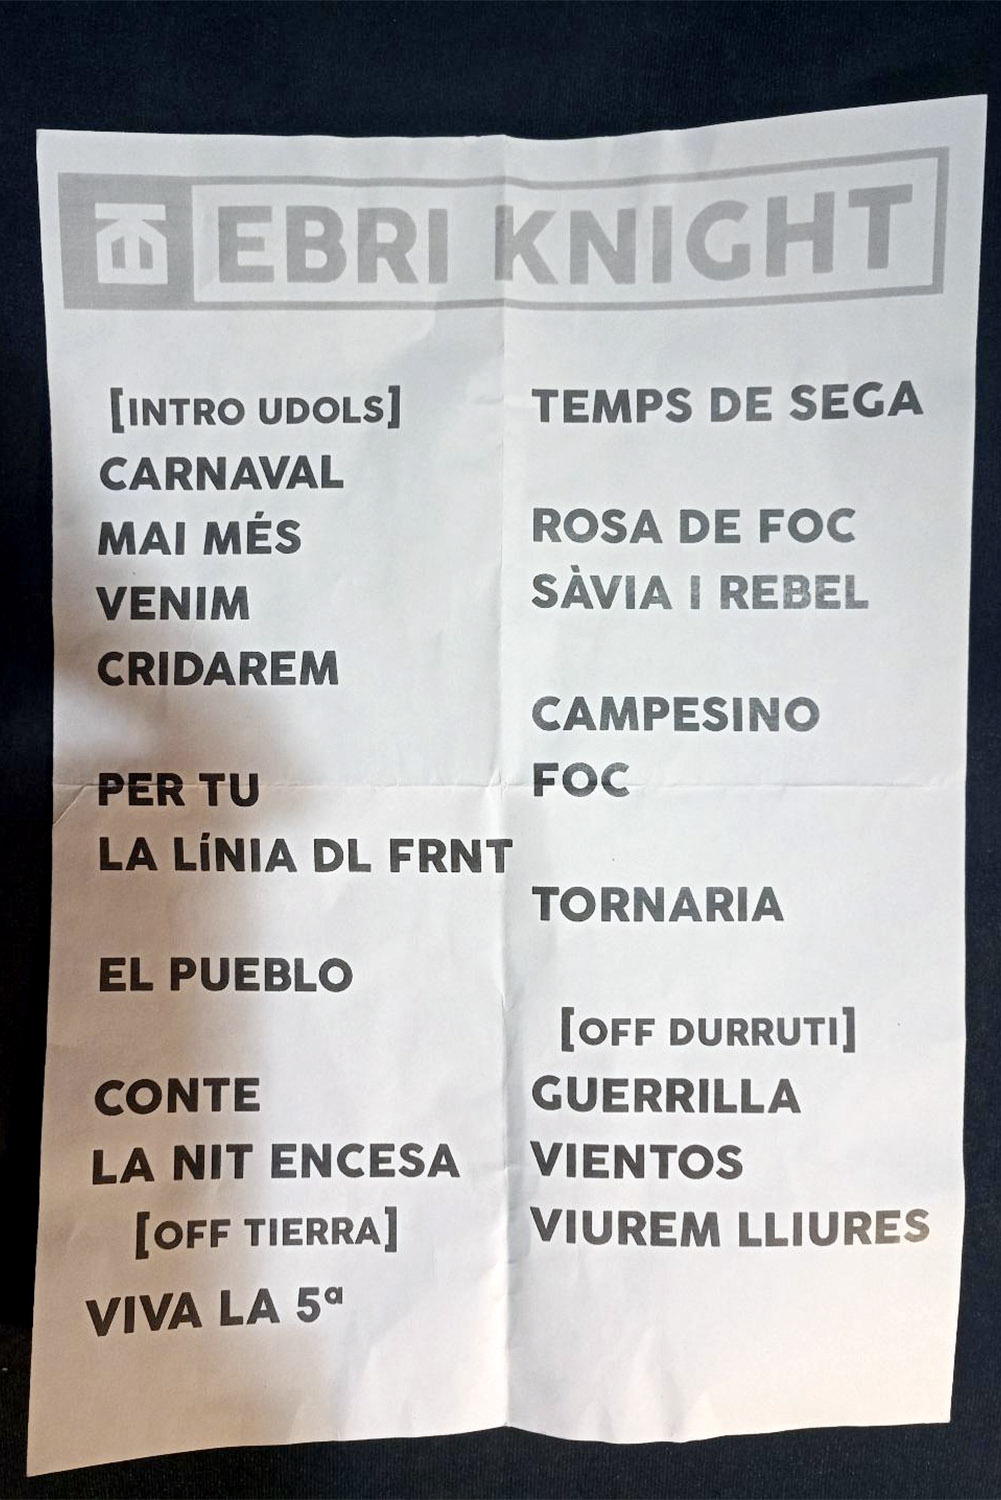 EK EBRI KNIGHT
[INTRO UDOLS]
CARNAVAL
MAI MÉS
VENIM
CRIDAREM
PER TU
LA LíNIA DL FRNT
EL PUEBLO
CONTE
LA NIT ENCESA
[OFF TIERRA]
VIVA LA 5ª
TEMPS DE SEGA
ROSA DE FOC
SÀVIA I REBEL
CAMPESINO
FOC
TORNARIA
[OFF DURRUTI]
GUERRILLA
VIENTOS
VIUREM LLIURES